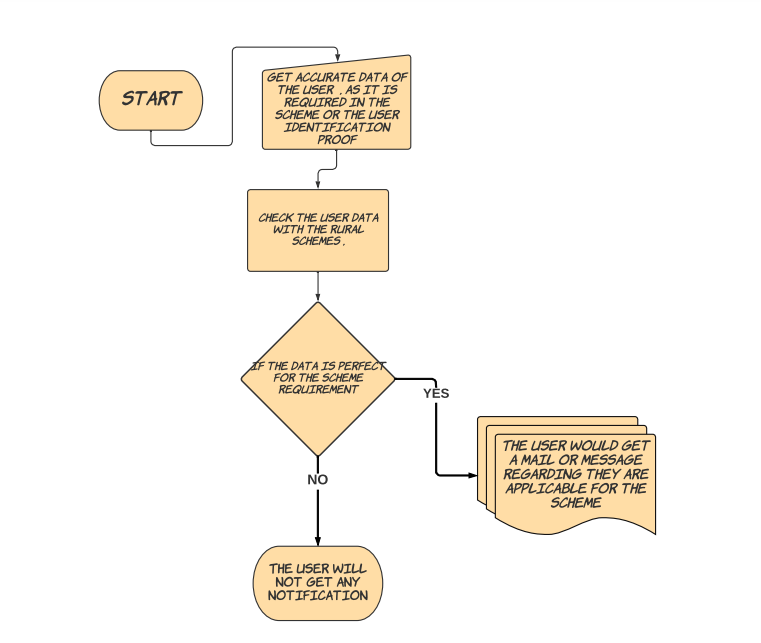 START
GET ACCURATE DATA OF
THE USER . AS IT IS
REQUIRED IN THE
SCHEME OR THE USER
IDENTIFICATION
PROOF
CHECK THE USER DATA
WITH THE RURAL
SCHEMES .
IF THE DATA IS PERFECT
FOR THE SCHEME
REQUIREMENT
YES
THE USER WOULD GET
A MAIL OR MESSAGE
REGARDING THEY ARE
APPLICABLE FOR THE
SCHEME
NO
THE USER WILL
NOT GET ANY
NOTIFICATION